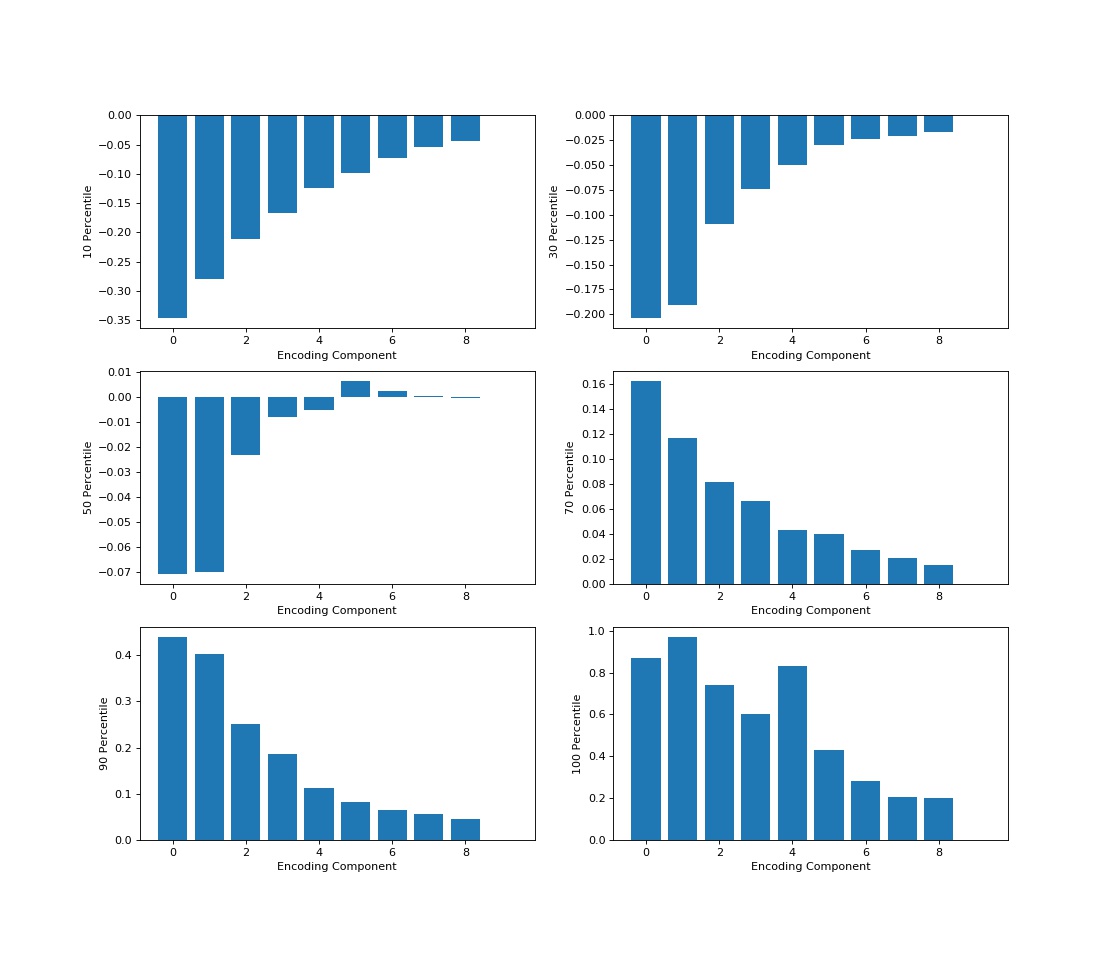 0.00
−0.05
−0.10
−0.15
−0.20
−0.25
−0.30
−0.35
10 Percentile
0 2 4 6 8
Encoding Component
0.000
−0.025
−0.050
−0.075
−0.100
−0.125
−0.150
−0.175
−0.200
30 Percentile
0 2 4 6 8
Encoding Component
0.01
0.00
−0.01
−0.02
−0.03
−0.04
−0.05
−0.06
−0.07
50 Percentile
0 2 4 6 8
Encoding Component
0.16
0.14
0.12
0.10
0.08
0.06
0.04
0.02
0.00
70 Percentile
0 2 4 6 8
Encoding Component
0.4
0.3
0.2
0.1
0.0
90 Percentile
0 2 4 6 8
Encoding Component
1.0
0.8
0.6
0.4
0.2
0.0
100 Percentile
0 2 4 6 8
Encoding Component